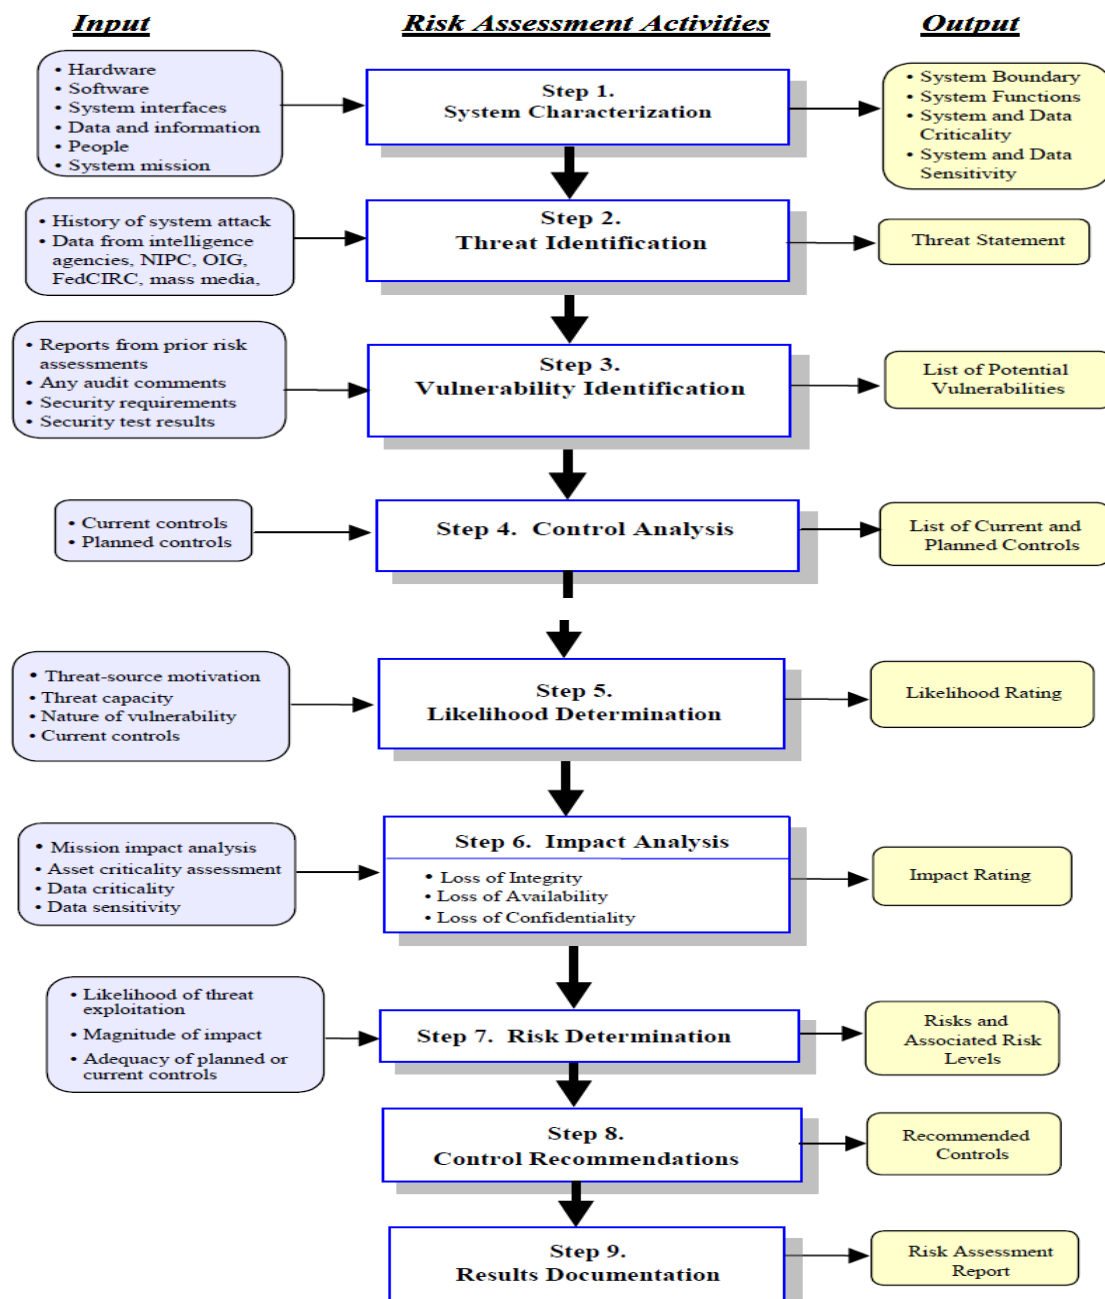 Input
Risk Assessment Activities
Output
• Hardware
• Software
• System interfaces
• Data and information
• People
• System mission
Step 1.
System Characterization
• System Boundary
• System Functions
• System and Data
Criticality
• System and Data
Sensitivity
• History of system attack
• Data from intelligence
agencies, NIPC, OIG,
FedCIRC, mass media,
Step 2.
Threat Identification
Threat Statement
• Reports from prior risk
assessments
• Any audit comments
• Security requirements
• Security test results
Step 3.
Vulnerability Identification
List of Potential
Vulnerabilities
• Current controls
• Planned controls
Step 4. Control Analysis
List of Current and
Planned Controls
• Threat-source motivation
• Threat capacity
• Nature of vulnerability
• Current controls
Step 5.
Likelihood Determination
Likelihood Rating
• Mission impact analysis
• Asset criticality assessment
• Data criticality
• Data sensitivity
Step 6. Impact Analysis
• Loss of Integrity
• Loss of Availability
• Loss of Confidentiality
Impact Rating
• Likelihood of threat
exploitation
• Magnitude of impact
• Adequacy of planned or
current controls
Step 7. Risk Determination
Risks and
Associated Risk
Levels
Step 8.
Control Recommendations
Recommended
Controls
Step 9.
Results Documentation
Risk Assessment
Report